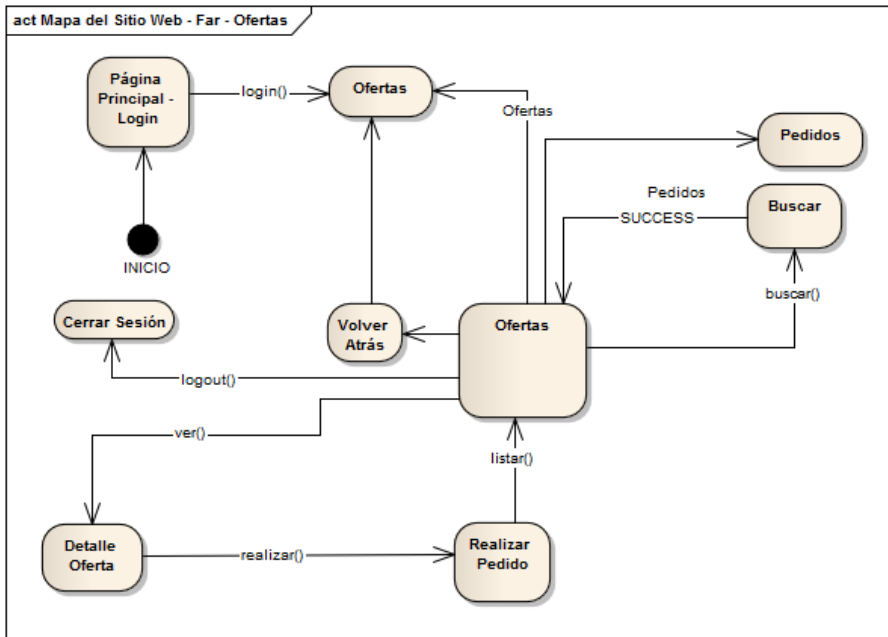 act Mapa del Sitio Web - Far - Ofertas
Página
Principal -
Login
login()
Ofertas
Ofertas
Pedidos
Pedidos
SUCCESS
Buscar
INICIO
buscar()
Cerrar Sesión
Volver
Atrás
Ofertas
logout()
ver()
listar()
Detalle
Oferta
realizar()
Realizar
Pedido